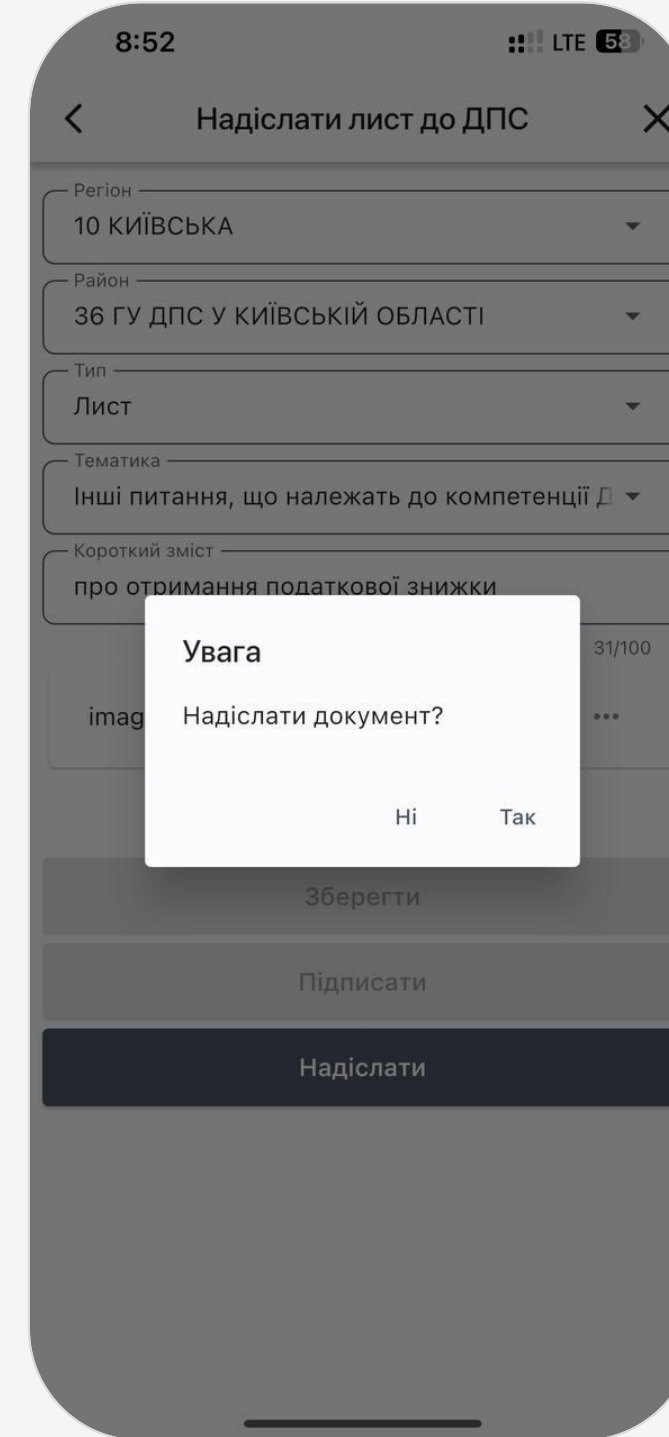 8:52 LTE 58
Надіслати лист до ДПС
Регіон
10 КИЇВСЬКА
Район
36 ГУ ДПС У КИЇВСЬКІЙ ОБЛАСТІ
Тип
Лист
Тематика
Інші питання, що належать до компетенції Д
Короткий зміст
про отримання податкової знижки
31/100
imag
Увага
Надіслати документ?
Ні Так
Зберегти
Підписати
Надіслати